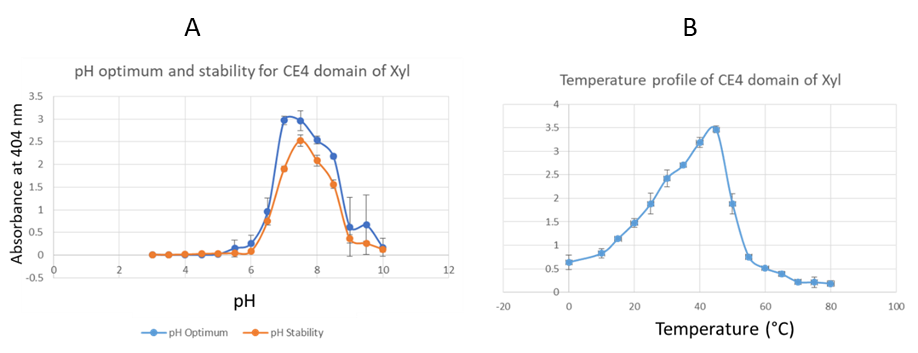 A
pH optimum and stability for CE4 domain of Xyl
Absorbance at 404 nm
3.5
3
2.5
2
1.5
1
0.5
0
-0.5
0 2 4 6 8 10 12
pH
pH Optimum pH Stability
B
Temperature profile of CE4 domain of Xyl
4
3.5
3
2.5
2
1.5
1
0.5
0
-20 0 20 40 60 80 100
Temperature (°C)